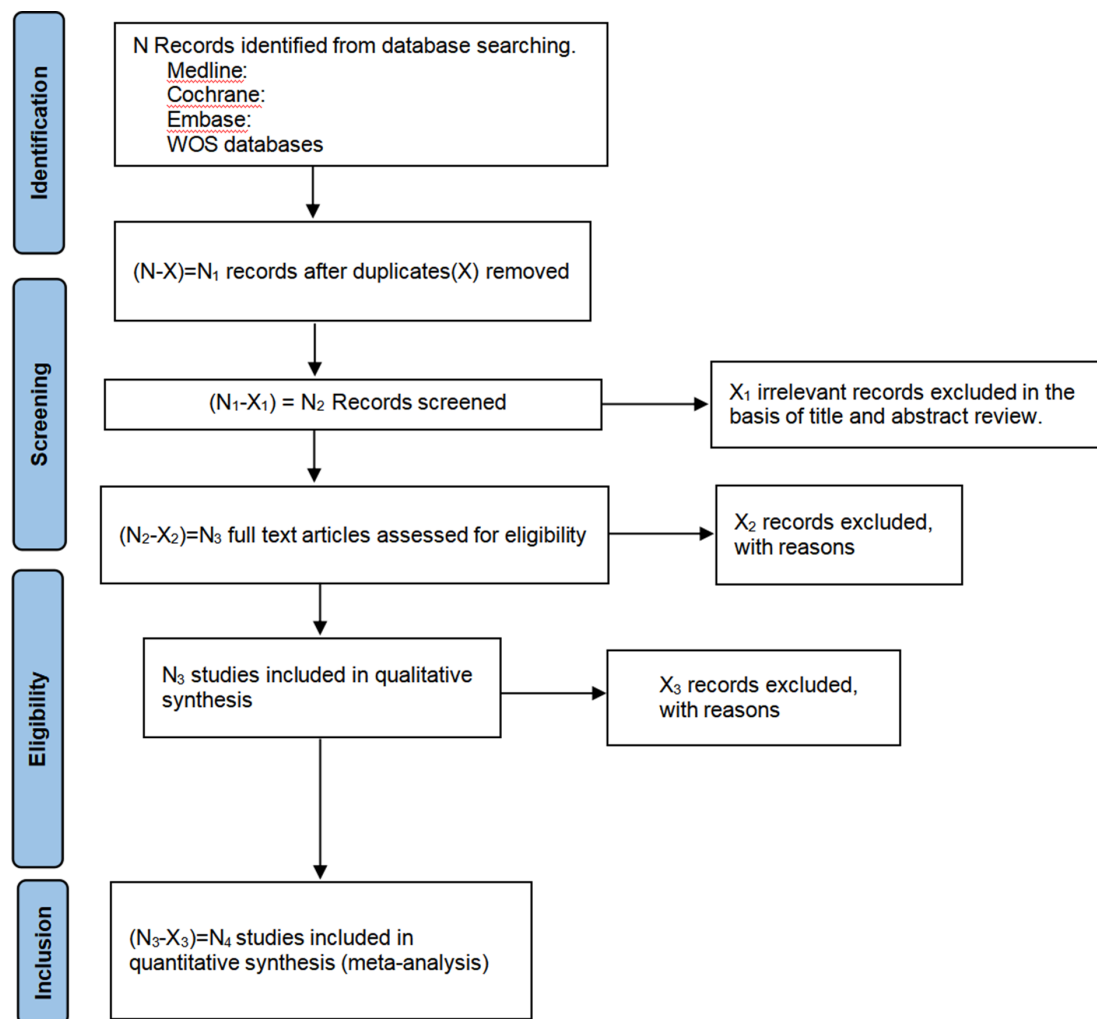 Identification
N Records identified from database searching.
Medline:
Cochrane:
Embase:
WOS databases
(N-X)=N₁ records after duplicates(X) removed
Screening
(N₁-X₁) = N₂ Records screened
X₁ irrelevant records excluded in the
basis of title and abstract review.
(N₂-X₂)=N₃ full text articles assessed for eligibility
X₂ records excluded,
with reasons
Eligibility
N₃ studies included in qualitative
synthesis
X₃ records excluded,
with reasons
Inclusion
(N₃-X₃)=N₄ studies included in
quantitative synthesis (meta-analysis)